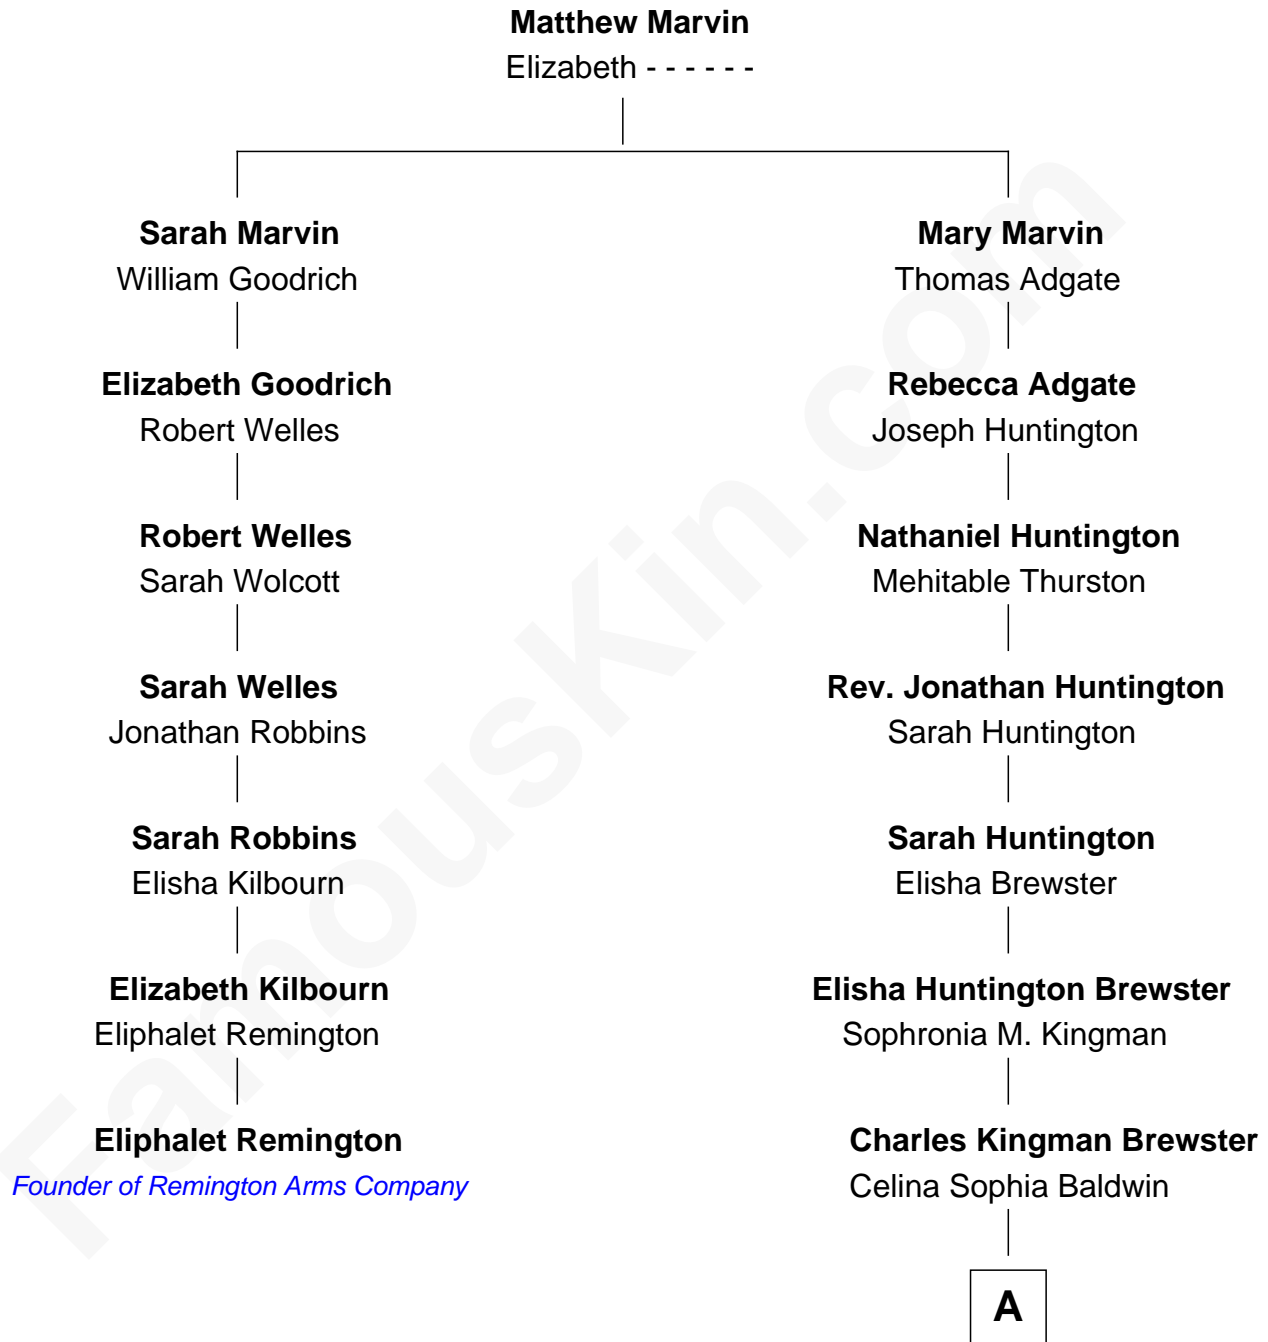 Matthew Marvin
Elizabeth - - - - - -
Sarah Marvin
William Goodrich
Mary Marvin
Thomas Adgate
Elizabeth Goodrich
Robert Welles
Rebecca Adgate
Joseph Huntington
Robert Welles
Sarah Wolcott
Nathaniel Huntington
Mehitable Thurston
Sarah Welles
Jonathan Robbins
Rev. Jonathan Huntington
Sarah Huntington
Sarah Robbins
Elisha Kilbourn
Sarah Huntington
Elisha Brewster
Elizabeth Kilbourn
Eliphalet Remington
Elisha Huntington Brewster
Sophronia M. Kingman
Eliphalet Remington
Founder of Remington Arms Company
Charles Kingman Brewster
Celina Sophia Baldwin
A
FamousKin.com